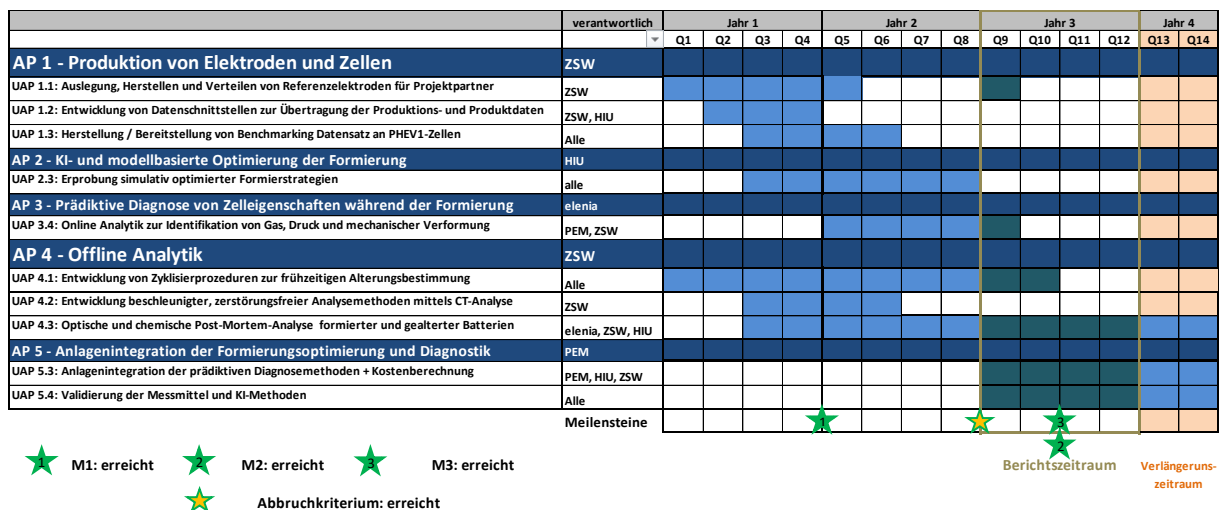 verantwortlich Jahr 1 Jahr 2 Jahr 3 Jahr 4
Q1 Q2 Q3 Q4 Q5 Q6 Q7 Q8 Q9 Q10 Q11 Q12 Q13 Q14
AP 1 - Produktion von Elektroden und Zellen ZSW
UAP 1.1: Auslegung, Herstellen und Verteilen von Referenzelektroden für Projektpartner ZSW
UAP 1.2: Entwicklung von Datenschnittstellen zur Übertragung der Produktions- und Produktdaten ZSW, HIU
UAP 1.3: Herstellung / Bereitstellung von Benchmarking Datensatz an PHEV1-Zellen Alle
AP 2 - KI- und modellbasierte Optimierung der Formierung HIU
UAP 2.3: Erprobung simulativ optimierter Formierstrategien alle
AP 3 - Prädiktive Diagnose von Zelleigenschaften während der Formierung elenia
UAP 3.4: Online Analytik zur Identifikation von Gas, Druck und mechanischer Verformung PEM, ZSW
AP 4 - Offline Analytik ZSW
UAP 4.1: Entwicklung von Zyklisierprozeduren zur frühzeitigen Alterungsbestimmung Alle
UAP 4.2: Entwicklung beschleunigter, zerstörungsfreier Analysemethoden mittels CT-Analyse ZSW
UAP 4.3: Optische und chemische Post-Mortem-Analyse formierter und gealterter Batterien elenia, ZSW, HIU
AP 5 - Anlagenintegration der Formierungsoptimierung und Diagnostik PEM
UAP 5.3: Anlagenintegration der prädiktiven Diagnosemethoden + Kostenberechnung PEM, HIU, ZSW
UAP 5.4: Validierung der Messmittel und KI-Methoden Alle
Meilensteine 1 3
2
1 M1: erreicht 2 M2: erreicht 3 M3: erreicht
Berichtszeitraum
Verlängeruns-
zeitraum
Abbruchkriterium: erreicht